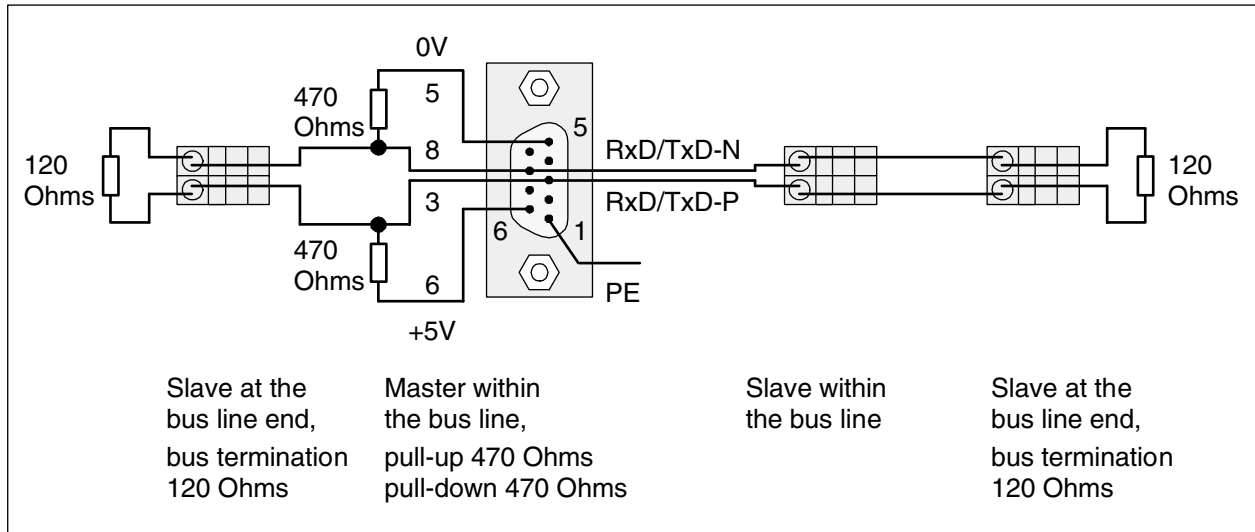 0V
5
470
Ohms
8
3
470
Ohms
6
+5V
120
Ohms
5
6
1
RxD/TxD-N
RxD/TxD-P
PE
120
Ohms
Slave at the
bus line end,
bus termination
120 Ohms
Master within
the bus line,
pull-up 470 Ohms
pull-down 470 Ohms
Slave within
the bus line
Slave at the
bus line end,
bus termination
120 Ohms